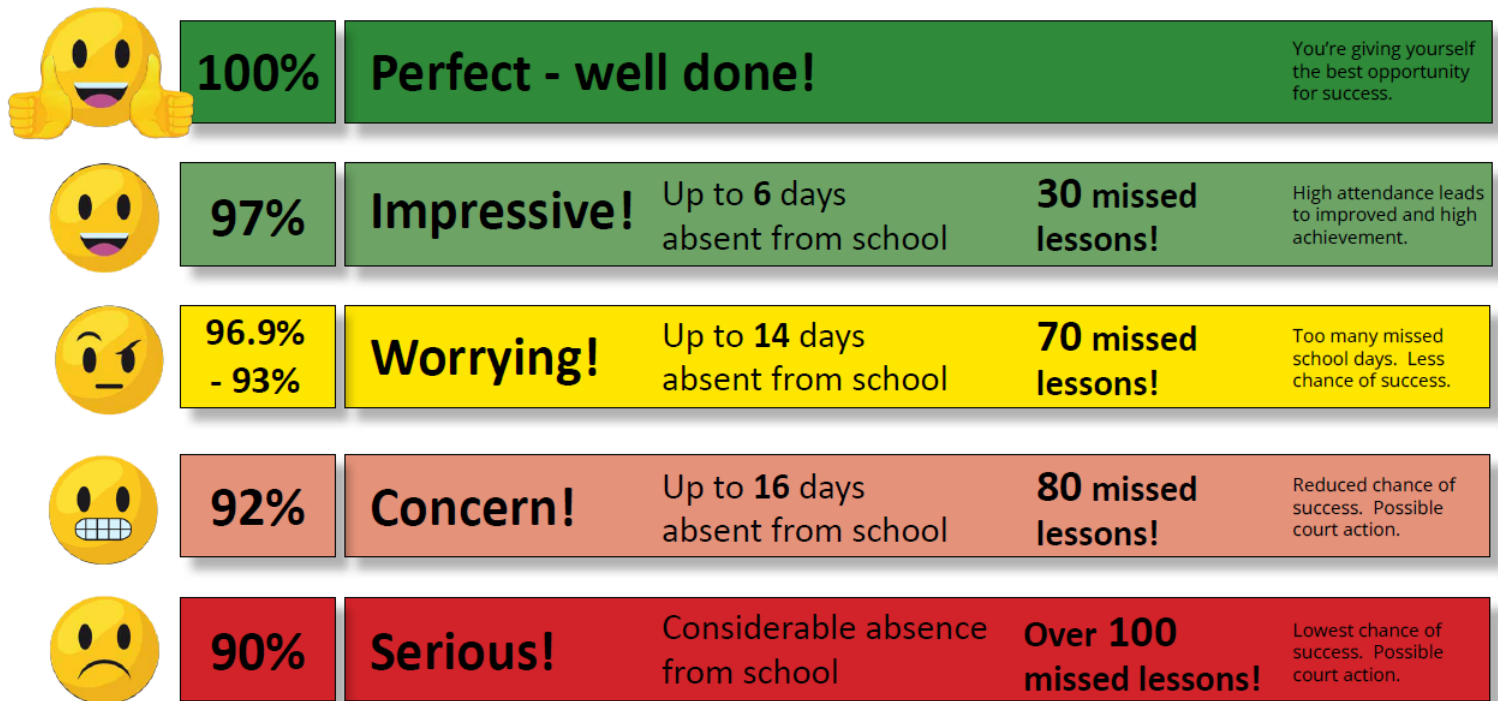 100%
Perfect - well done!
You’re giving yourself
the best opportunity
for success.
97%
Impressive!
Up to 6 days
absent from school
30 missed
lessons!
High attendance leads
to improved and high
achievement.
96.9%
- 93%
Worrying!
Up to 14 days
absent from school
70 missed
lessons!
Too many missed
school days.  Less
chance of success.
92%
Concern!
Up to 16 days
absent from school
80 missed
lessons!
Reduced chance of
success.  Possible
court action.
90%
Serious!
Considerable absence
from school
Over 100
missed lessons!
Lowest chance of
success.  Possible
court action.